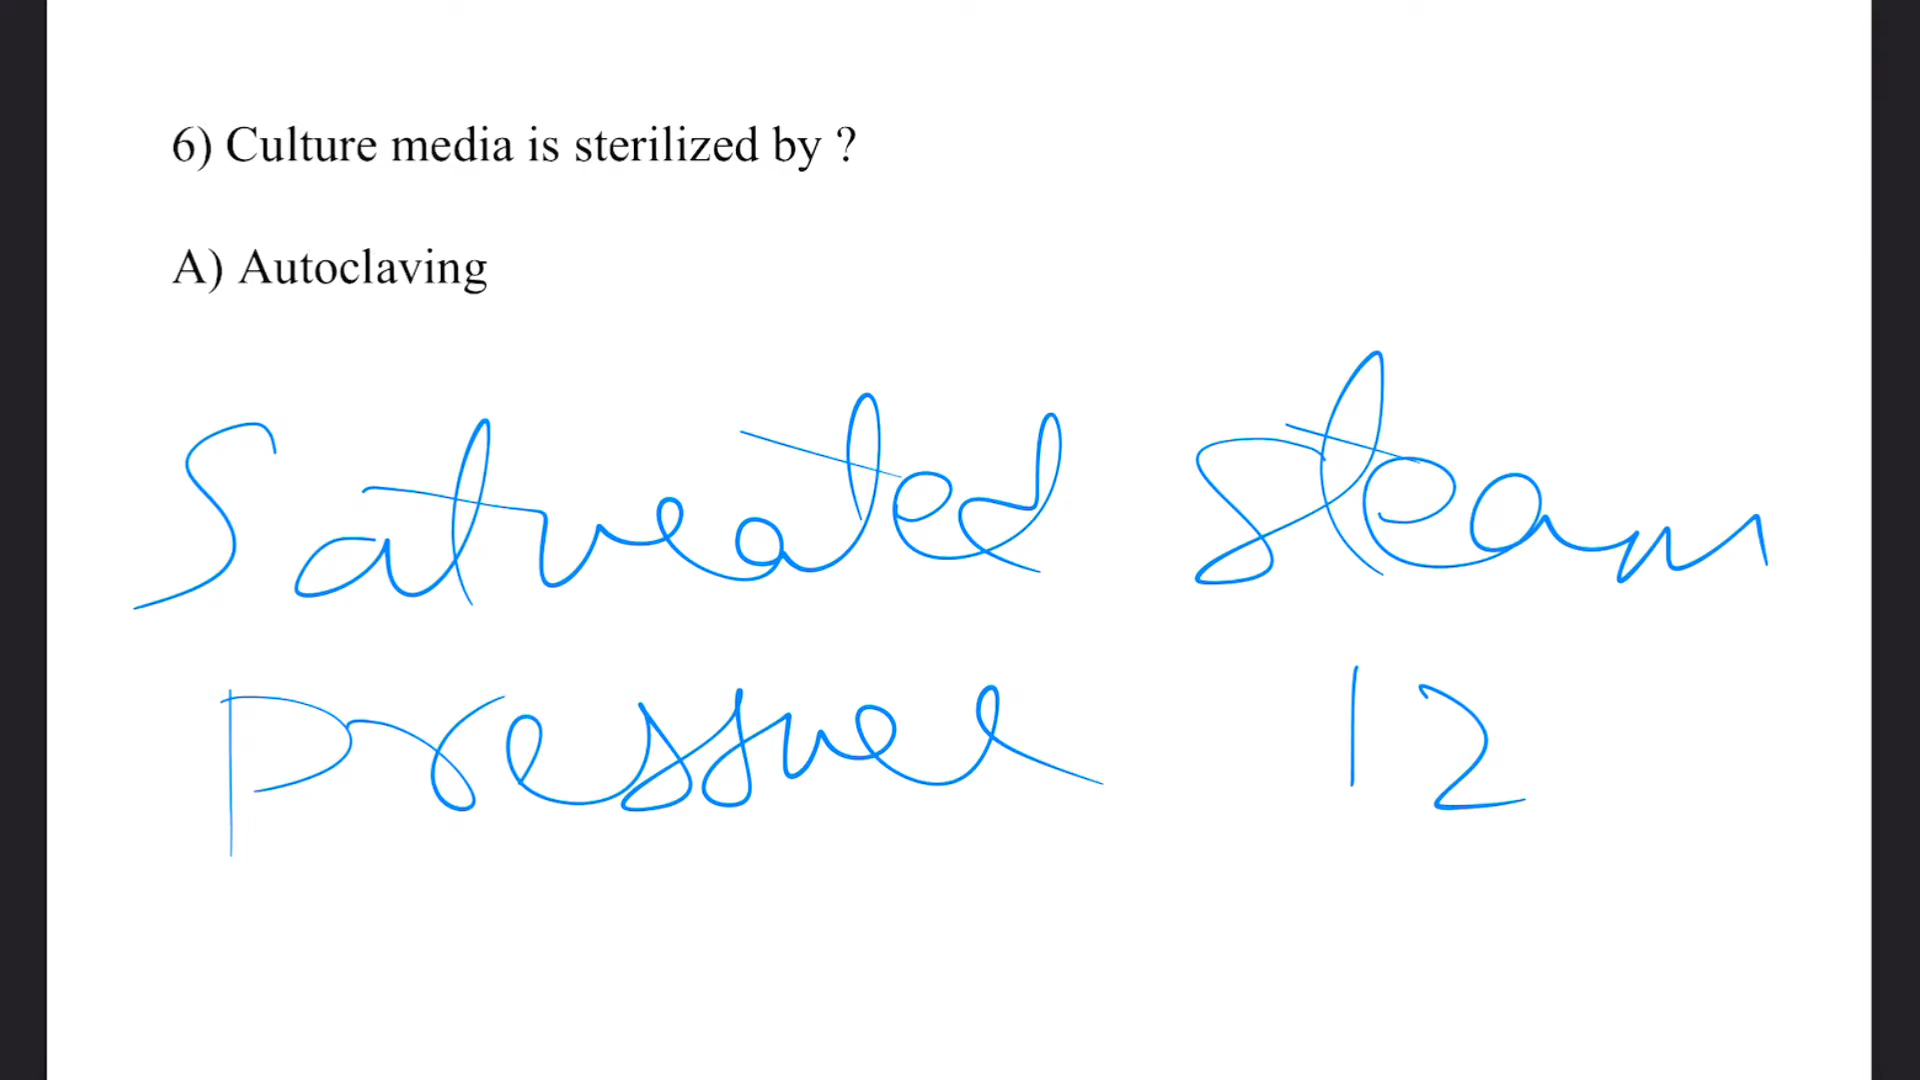 6) Culture media is sterilized by ?
A) Autoclaving
Saturated steam
pressure 12